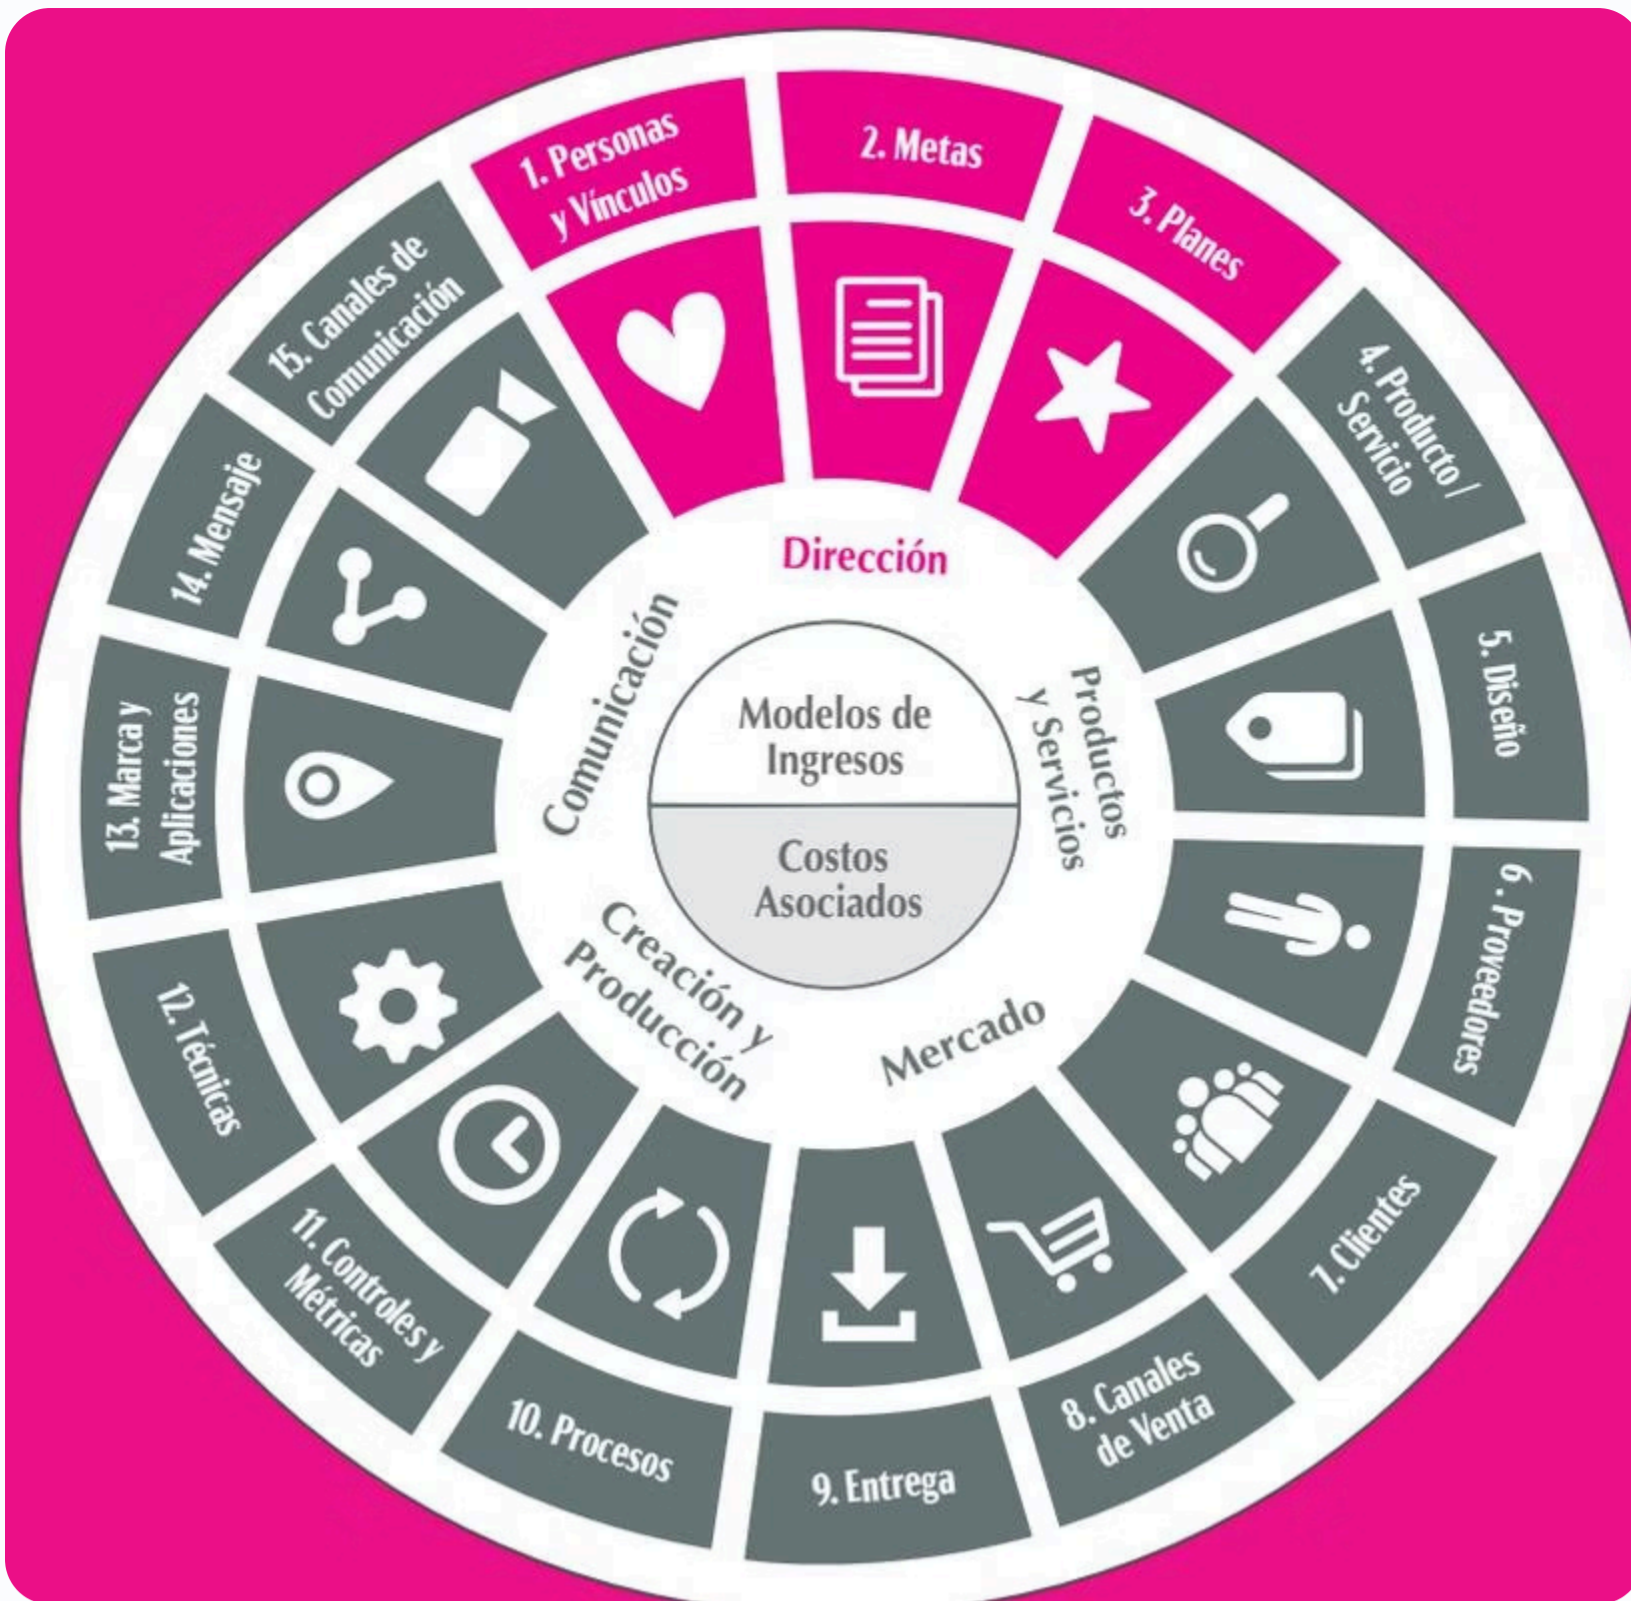 1. Personas
y Vínculos
2. Metas
3. Planes
4. Producto /
Servicio
5. Diseño
6 . Proveedores
7. Clientes
8. Canales
de Venta
9. Entrega
10. Procesos
11. Controles y
Métricas
12. Técnicas
13. Marca y
Aplicaciones
14. Mensaje
15. Canales de
Comunicación
Dirección
Productos
y Servicios
Mercado
Creación y
Producción
Comunicación
Modelos de
Ingresos
Costos
Asociados